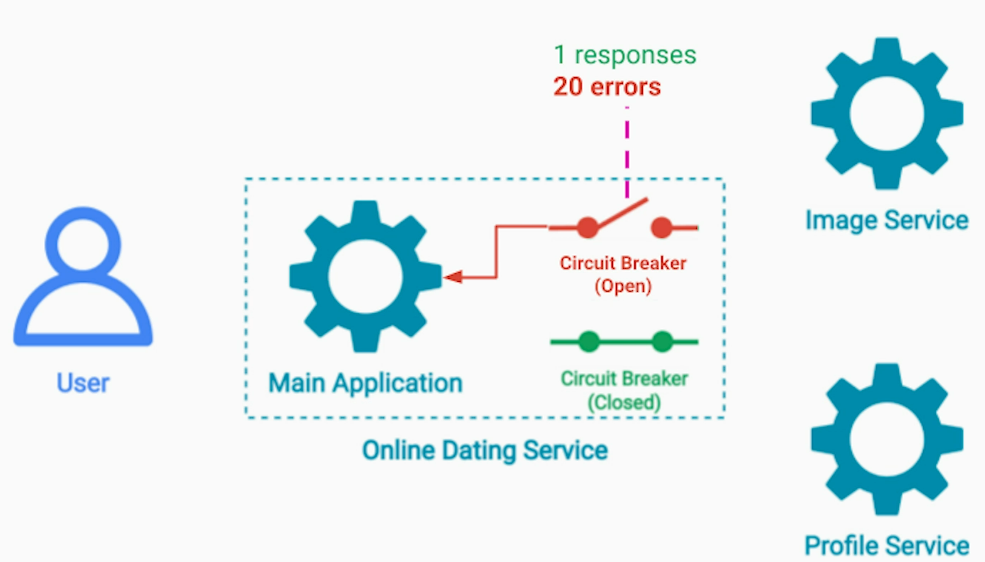 1 responses
20 errors
Image Service
Circuit Breaker
(Open)
User
Main Application
Circuit Breaker
(Closed)
Online Dating Service
Profile Service